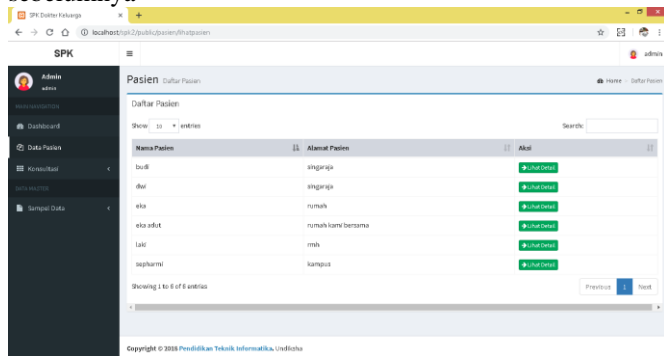 sebelumnya
SPK Dokter Keluarga
localhost/spk2/public/pasien/lihatpasien
SPK
admin
Admin
admin
Pasien Daftar Pasien
Home > Daftar Pasien
MAIN NAVIGATION
Dashboard
Data Pasien
Konsultasi
DATA MASTER
Sampel Data
Daftar Pasien
Show 10 entries
Search:
Nama Pasien Alamat Pasien Aksi
budi singaraja Lihat Detail
dwi singaraja Lihat Detail
eka rumah Lihat Detail
eka adut rumah kami bersama Lihat Detail
laki rmh Lihat Detail
sepharmi kampus Lihat Detail
Showing 1 to 6 of 6 entries
Previous 1 Next
Copyright © 2016 Pendidikan Teknik Informatika, Undiksha